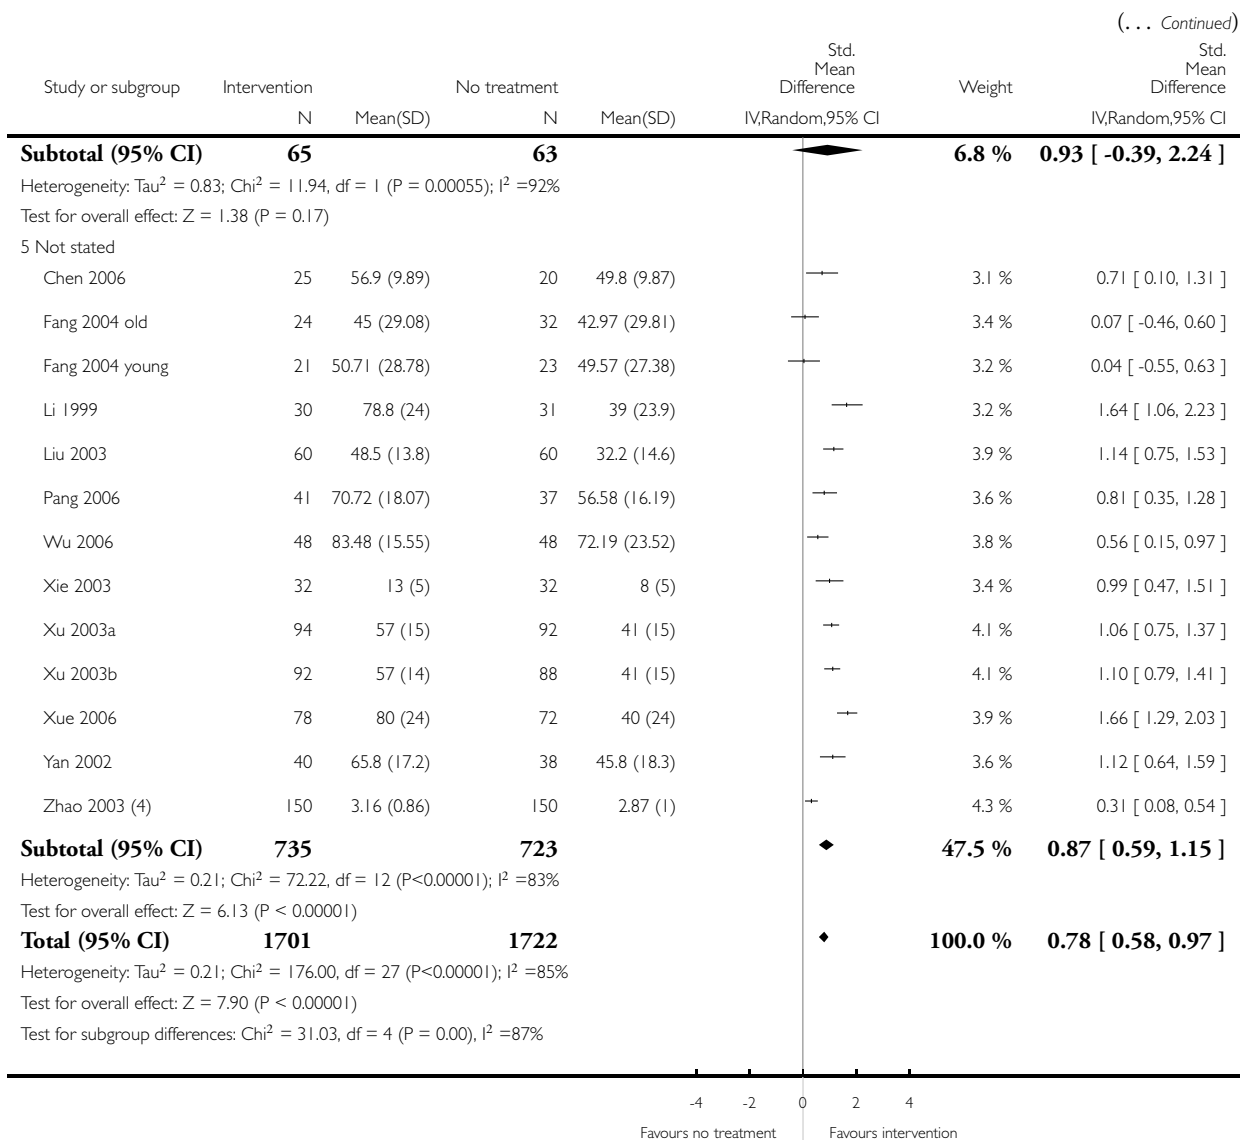 (... Continued)
Study or subgroup Intervention No treatment Std. Mean Difference Weight Std. Mean Difference
N Mean(SD) N Mean(SD) IV,Random,95% CI IV,Random,95% CI
Subtotal (95% CI) 65 63 6.8 % 0.93 [ -0.39, 2.24 ]
Heterogeneity: Tau² = 0.83; Chi² = 11.94, df = 1 (P = 0.00055); I² =92%
Test for overall effect: Z = 1.38 (P = 0.17)
5 Not stated
Chen 2006 25 56.9 (9.89) 20 49.8 (9.87) 3.1 % 0.71 [ 0.10, 1.31 ]
Fang 2004 old 24 45 (29.08) 32 42.97 (29.81) 3.4 % 0.07 [ -0.46, 0.60 ]
Fang 2004 young 21 50.71 (28.78) 23 49.57 (27.38) 3.2 % 0.04 [ -0.55, 0.63 ]
Li 1999 30 78.8 (24) 31 39 (23.9) 3.2 % 1.64 [ 1.06, 2.23 ]
Liu 2003 60 48.5 (13.8) 60 32.2 (14.6) 3.9 % 1.14 [ 0.75, 1.53 ]
Pang 2006 41 70.72 (18.07) 37 56.58 (16.19) 3.6 % 0.81 [ 0.35, 1.28 ]
Wu 2006 48 83.48 (15.55) 48 72.19 (23.52) 3.8 % 0.56 [ 0.15, 0.97 ]
Xie 2003 32 13 (5) 32 8 (5) 3.4 % 0.99 [ 0.47, 1.51 ]
Xu 2003a 94 57 (15) 92 41 (15) 4.1 % 1.06 [ 0.75, 1.37 ]
Xu 2003b 92 57 (14) 88 41 (15) 4.1 % 1.10 [ 0.79, 1.41 ]
Xue 2006 78 80 (24) 72 40 (24) 3.9 % 1.66 [ 1.29, 2.03 ]
Yan 2002 40 65.8 (17.2) 38 45.8 (18.3) 3.6 % 1.12 [ 0.64, 1.59 ]
Zhao 2003 (4) 150 3.16 (0.86) 150 2.87 (1) 4.3 % 0.31 [ 0.08, 0.54 ]
Subtotal (95% CI) 735 723 47.5 % 0.87 [ 0.59, 1.15 ]
Heterogeneity: Tau² = 0.21; Chi² = 72.22, df = 12 (P<0.00001); I² =83%
Test for overall effect: Z = 6.13 (P < 0.00001)
Total (95% CI) 1701 1722 100.0 % 0.78 [ 0.58, 0.97 ]
Heterogeneity: Tau² = 0.21; Chi² = 176.00, df = 27 (P<0.00001); I² =85%
Test for overall effect: Z = 7.90 (P < 0.00001)
Test for subgroup differences: Chi² = 31.03, df = 4 (P = 0.00), I² =87%
-4 -2 0 2 4
Favours no treatment Favours intervention